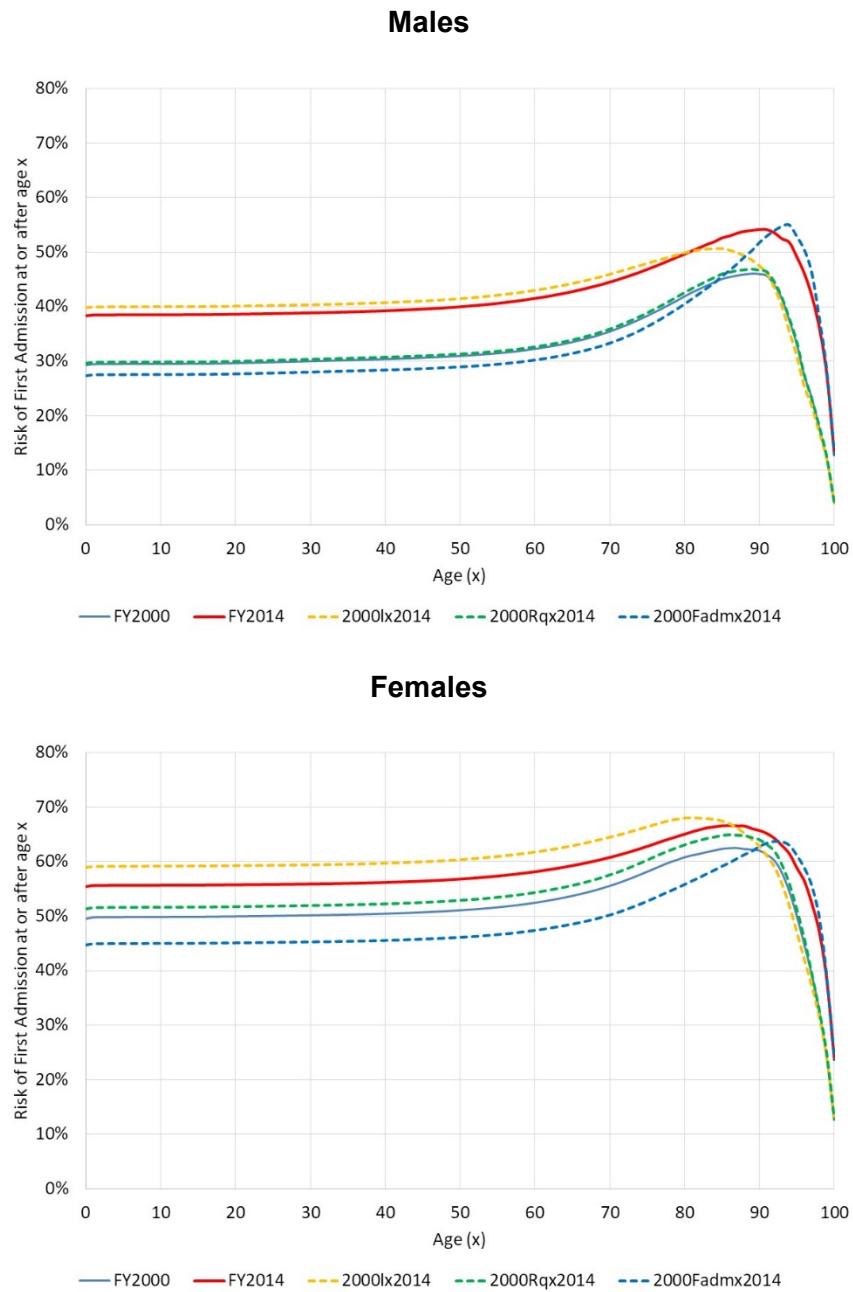 Males
80%
70%
60%
50%
40%
30%
20%
10%
0%
Risk of First Admission at or after age x
0 10 20 30 40 50 60 70 80 90 100
Age (x)
FY2000 FY2014 2000lx2014 2000Rqx2014 2000Fadmx2014
Females
80%
70%
60%
50%
40%
30%
20%
10%
0%
Risk of First Admission at or after age x
0 10 20 30 40 50 60 70 80 90 100
Age (x)
FY2000 FY2014 2000lx2014 2000Rqx2014 2000Fadmx2014